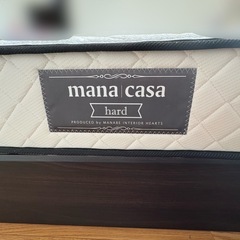 mana|casa
hard
PRODUCED by MANABE INTERIOR HEARTS